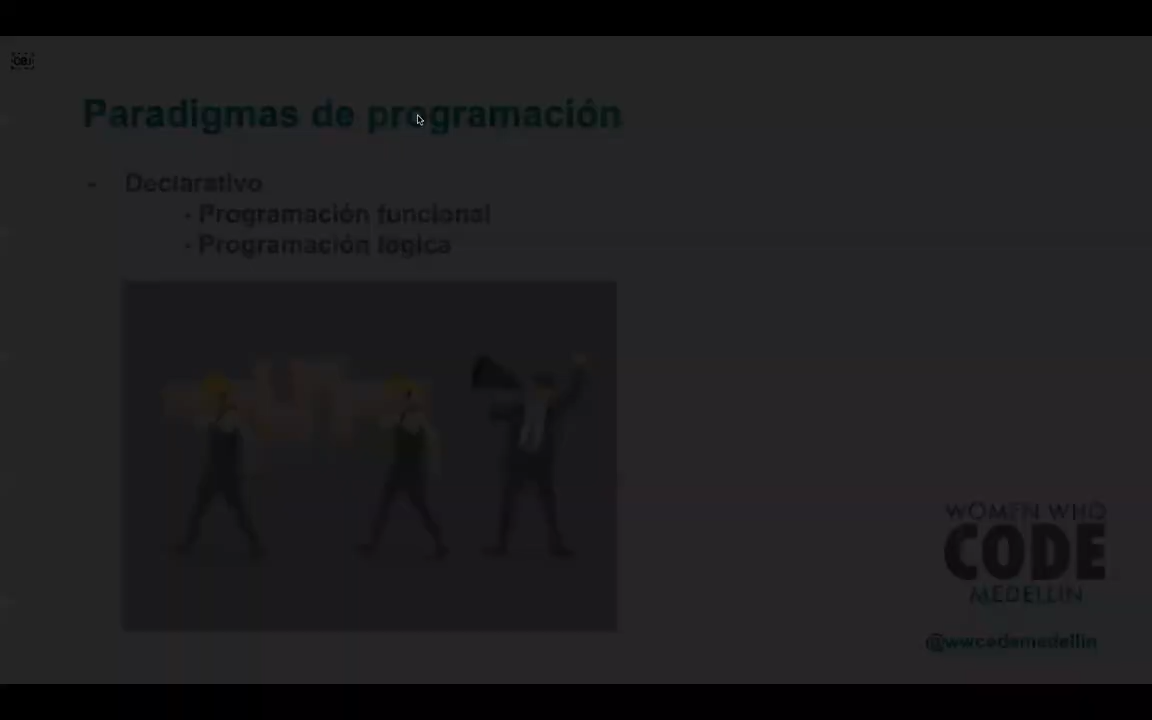 Paradigmas de programación
- Declarativo
- Programación funcional
- Programación lógica
WOMEN WHO
CODE
MEDELLIN
@wwcodemedellin